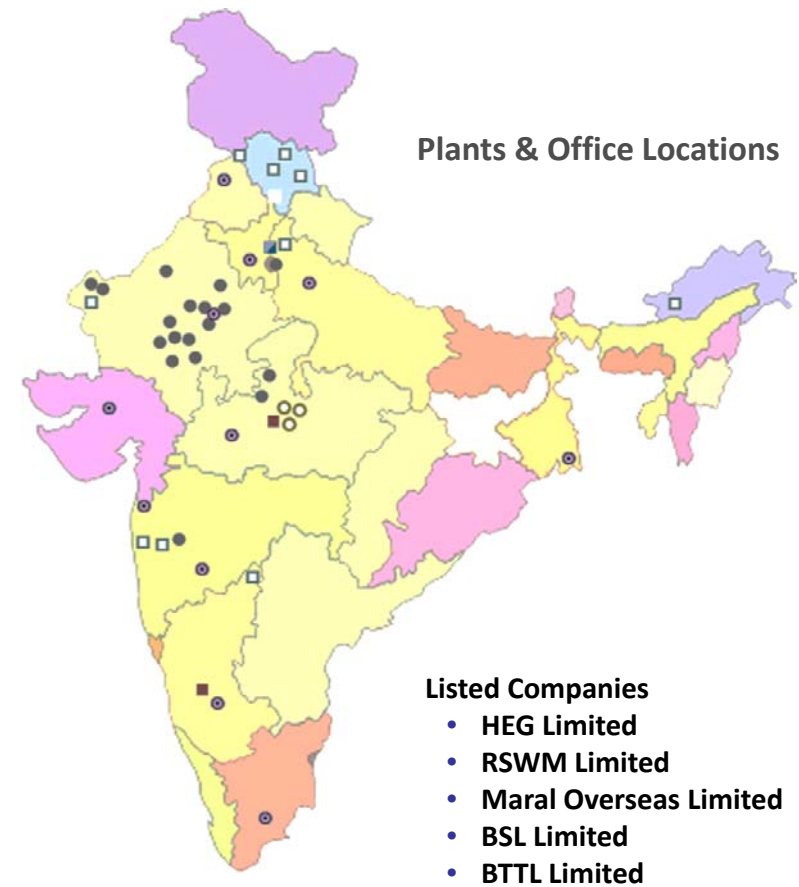 Plants & Office Locations
Listed Companies
• HEG Limited
• RSWM Limited
• Maral Overseas Limited
• BSL Limited
• BTTL Limited